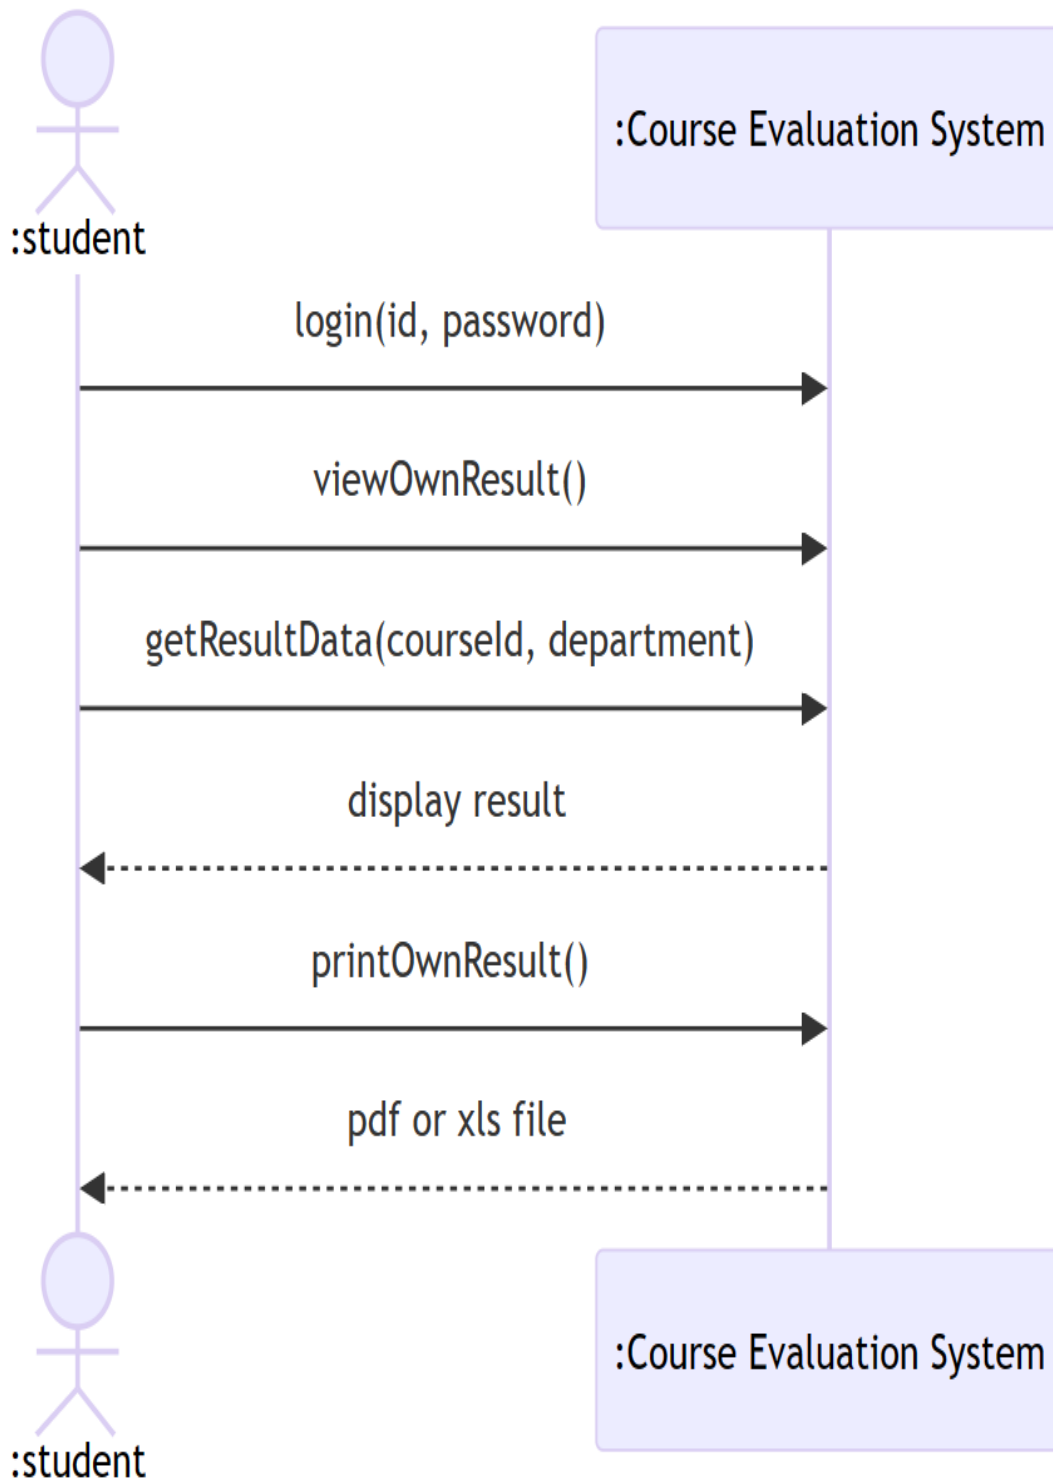 :student
:Course Evaluation System
login(id, password)
viewOwnResult()
getResultData(courseId, department)
display result
printOwnResult()
pdf or xls file
:student
:Course Evaluation System